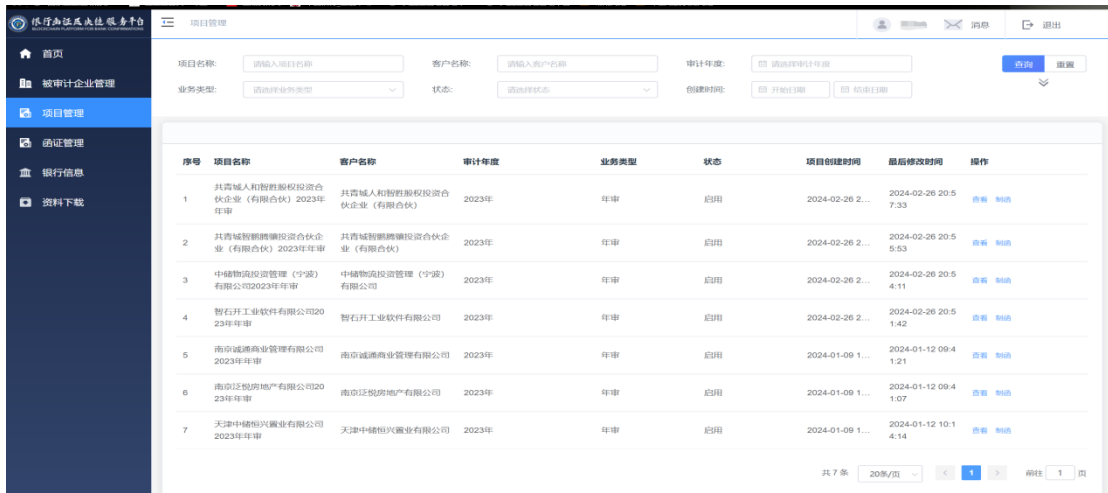 银行函证及快结服务平台
BLOCKCHAIN PLATFORM FOR BANK CONFIRMATIONS
项目管理
消息
退出
首页
被审计企业管理
项目管理
函证管理
银行信息
资料下载
项目名称:
请输入项目名称
客户名称:
请输入客户名称
审计年度:
请选择审计年度
查询
重置
业务类型:
请选择业务类型
状态:
请选择状态
创建时间:
开始日期
结束日期
序号 项目名称 客户名称 审计年度 业务类型 状态 项目创建时间 最后修改时间 操作
共青城人和智胜股权投资合
伙企业（有限合伙）2023年
年审
共青城人和智胜股权投资合
伙企业（有限合伙）
1 2023年 年审 启用 2024-02-26 2...
2024-02-26 20:5
7:33
查看 制函
共青城智鹏腾骧投资合伙企
业（有限合伙）2023年年审
共青城智鹏腾骧投资合伙企
业（有限合伙）
2 2023年 年审 启用 2024-02-26 2...
2024-02-26 20:5
5:53
查看 制函
中储物流投资管理（宁波）
有限公司2023年年审
中储物流投资管理（宁波）
有限公司
3 2023年 年审 启用 2024-02-26 2...
2024-02-26 20:5
4:11
查看 制函
智石开工业软件有限公司20
23年年审
4 智石开工业软件有限公司 2023年 年审 启用 2024-02-26 2...
2024-02-26 20:5
1:42
查看 制函
南京诚通商业管理有限公司
2023年年审
5 南京诚通商业管理有限公司 2023年 年审 启用 2024-01-09 1...
2024-01-12 09:4
1:21
查看 制函
南京泛悦房地产有限公司20
23年年审
6 南京泛悦房地产有限公司 2023年 年审 启用 2024-01-09 1...
2024-01-12 09:4
1:07
查看 制函
天津中储恒兴置业有限公司
2023年年审
7 天津中储恒兴置业有限公司 2023年 年审 启用 2024-01-09 1...
2024-01-12 10:1
4:14
查看 制函
共 7 条 20条/页 < 1 > 前往 1 页